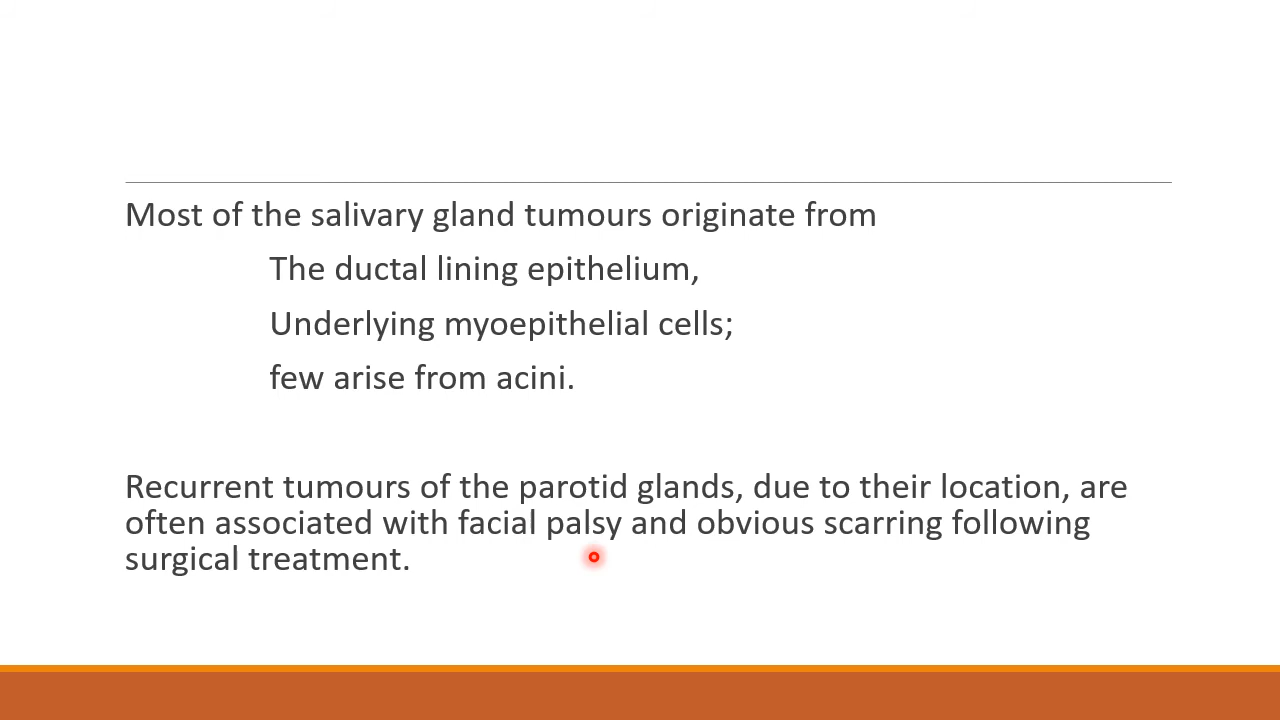 Most of the salivary gland tumours originate from
The ductal lining epithelium,
Underlying myoepithelial cells;
few arise from acini.
Recurrent tumours of the parotid glands, due to their location, are
often associated with facial palsy and obvious scarring following
surgical treatment.